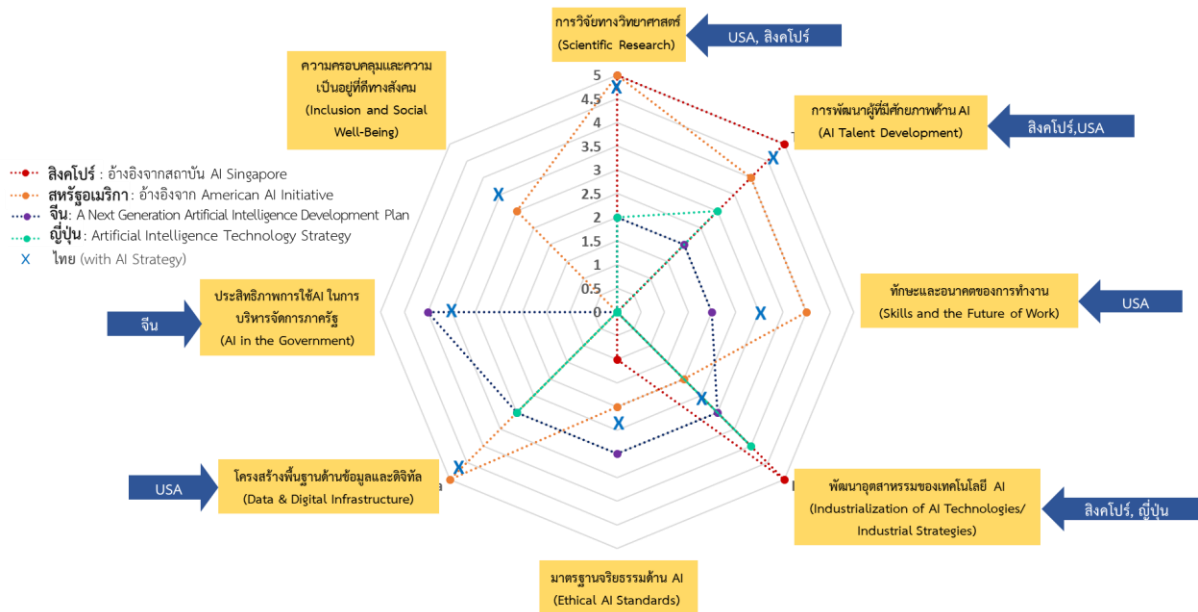 การวิจัยทางวิทยาศาสตร์
(Scientific Research)
USA, สิงคโปร์
ความครอบคลุมและความ
เป็นอยู่ที่ดีทางสังคม
(Inclusion and Social
Well-Being)
การพัฒนาผู้ที่มีศักยภาพด้าน AI
(AI Talent Development)
สิงคโปร์,USA
5
4.5
4
3.5
3
2.5
2
1.5
1
0.5
0
สิงคโปร์ : อ้างอิงจากสถาบัน AI Singapore
สหรัฐอเมริกา : อ้างอิงจาก American AI Initiative
จีน: A Next Generation Artificial Intelligence Development Plan
ญี่ปุ่น : Artificial Intelligence Technology Strategy
X ไทย (with AI Strategy)
X
X
X
X
X
X
X
X
ประสิทธิภาพการใช้AI ในการ
บริหารจัดการภาครัฐ
(AI in the Government)
จีน
ทักษะและอนาคตของการทำงาน
(Skills and the Future of Work)
USA
โครงสร้างพื้นฐานด้านข้อมูลและดิจิทัล
(Data & Digital Infrastructure)
USA
a
พัฒนาอุตสาหรรมของเทคโนโลยี AI
(Industrialization of AI Technologies/
Industrial Strategies)
สิงคโปร์, ญี่ปุ่น
มาตรฐานจริยธรรมด้าน AI
(Ethical AI Standards)